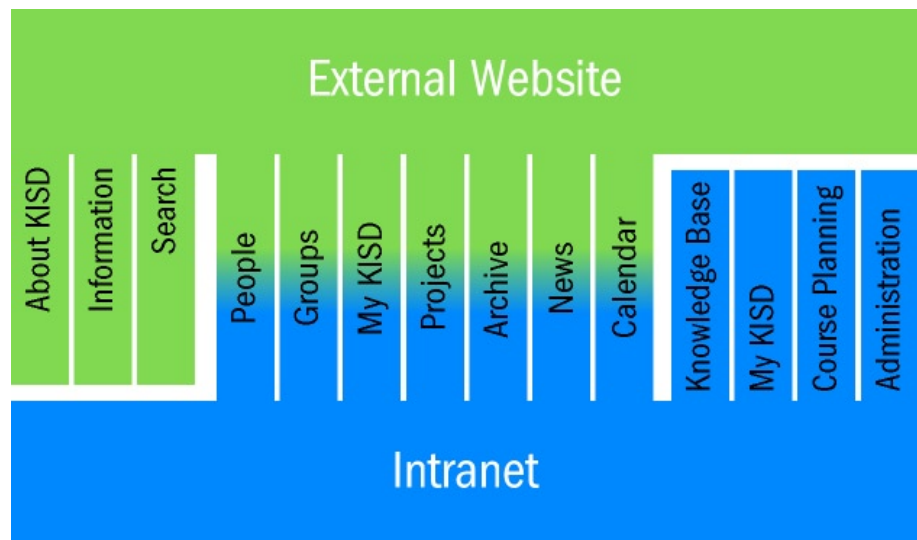 External Website
About KISD
Information
Search
People
Groups
My KISD
Projects
Archive
News
Calendar
Knowledge Base
My KISD
Course Planning
Administration
Intranet